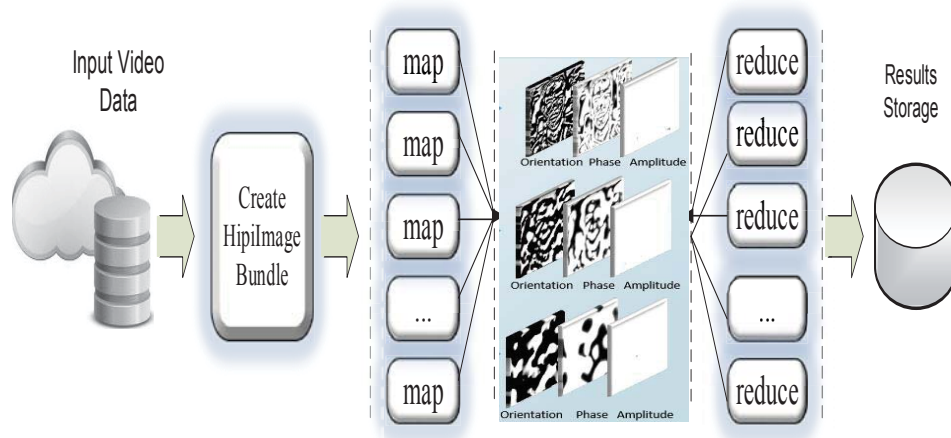 Input Video
Data
Create
HipiImage
Bundle
map
map
map
...
map
Orientation Phase Amplitude
Orientation Phase Amplitude
Orientation Phase Amplitude
reduce
reduce
reduce
...
reduce
Results
Storage